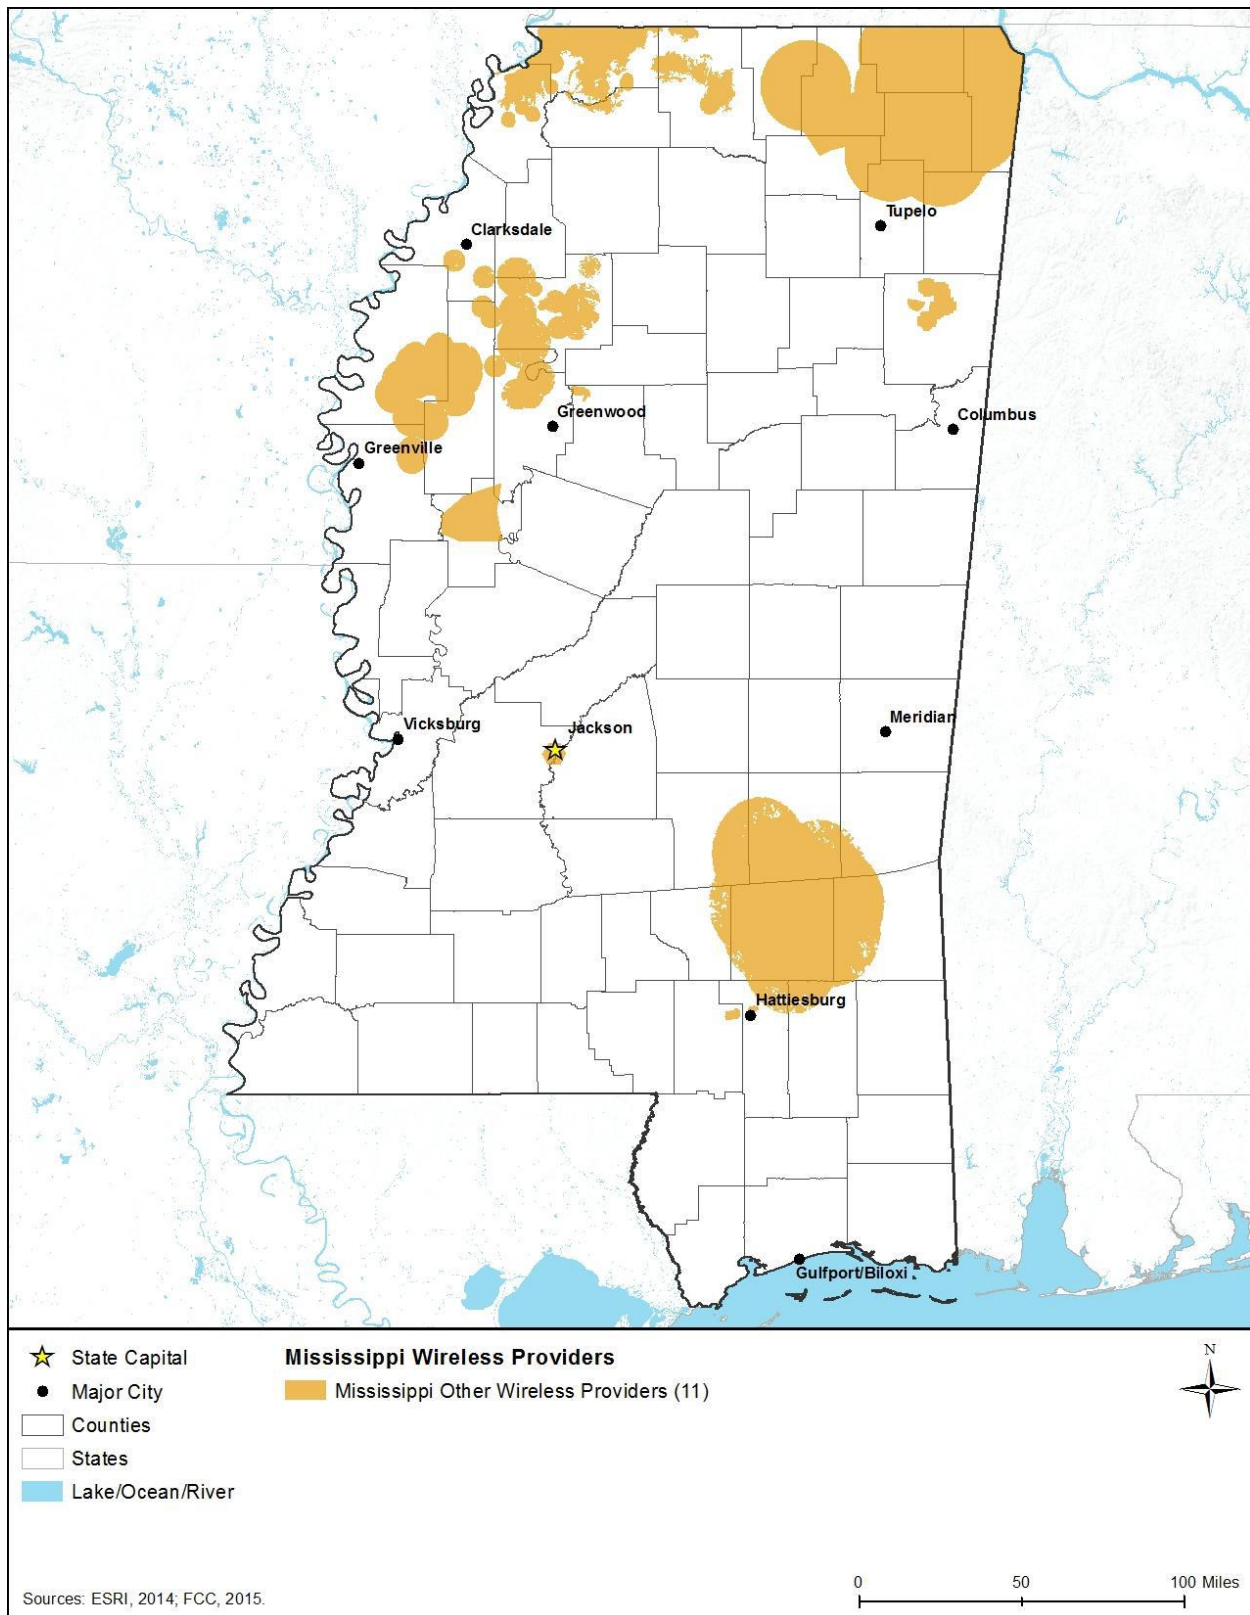 Tupelo
Clarksdale
Greenwood
Columbus
Greenville
Vicksburg
Jackson
Meridian
Hattiesburg
Gulfport/Biloxi
State Capital
Major City
Counties
States
Lake/Ocean/River
Mississippi Wireless Providers
Mississippi Other Wireless Providers (11)
N
Sources: ESRI, 2014; FCC, 2015.
0 50 100 Miles